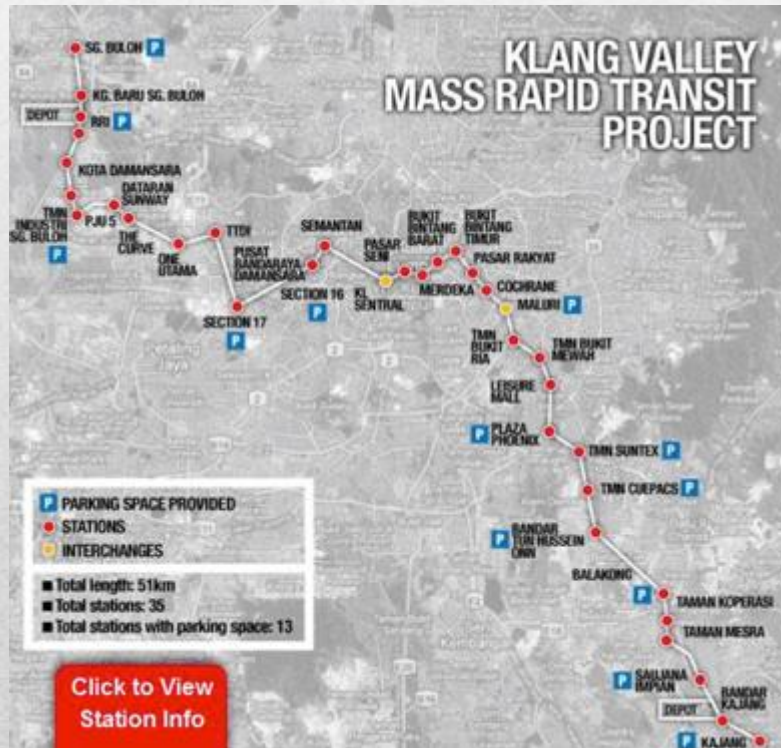 KLANG VALLEY
MASS RAPID TRANSIT
PROJECT
SG. BULOH P
KG. BARU SG. BULOH
DEPOT
RRI P
KOTA DAMANSARA
TMN
INDUSTRI
SG. BULOH
P
PJU 5
DATARAN
SUNWAY
THE
CURVE
ONE
UTAMA
TTDI
SECTION 17
P
PUSAT
BANDARAYA
DAMANSARA
SECTION 16
P
SEMANTAN
PASAR
SENI
KL
SENTRAL
BUKIT
BINTANG
BARAT
BUKIT
BINTANG
TIMUR
MERDEKA
PASAR RAKYAT
COCHRANE
MALURI P
TMN
BUKIT
RIA
TMN BUKIT
MEWAH
LEISURE
MALL
P PLAZA
PHOENIX
TMN SUNTEX P
TMN CUEPACS P
P BANDAR
TUN HUSSEIN
ONN
BALAKONG
P
TAMAN KOPERASI
TAMAN MESRA
P SAUJANA
IMPIAN
BANDAR
KAJANG
DEPOT
P KAJANG
P PARKING SPACE PROVIDED
STATIONS
INTERCHANGES
Total length: 51km
Total stations: 35
Total stations with parking space: 13
Click to View
Station Info